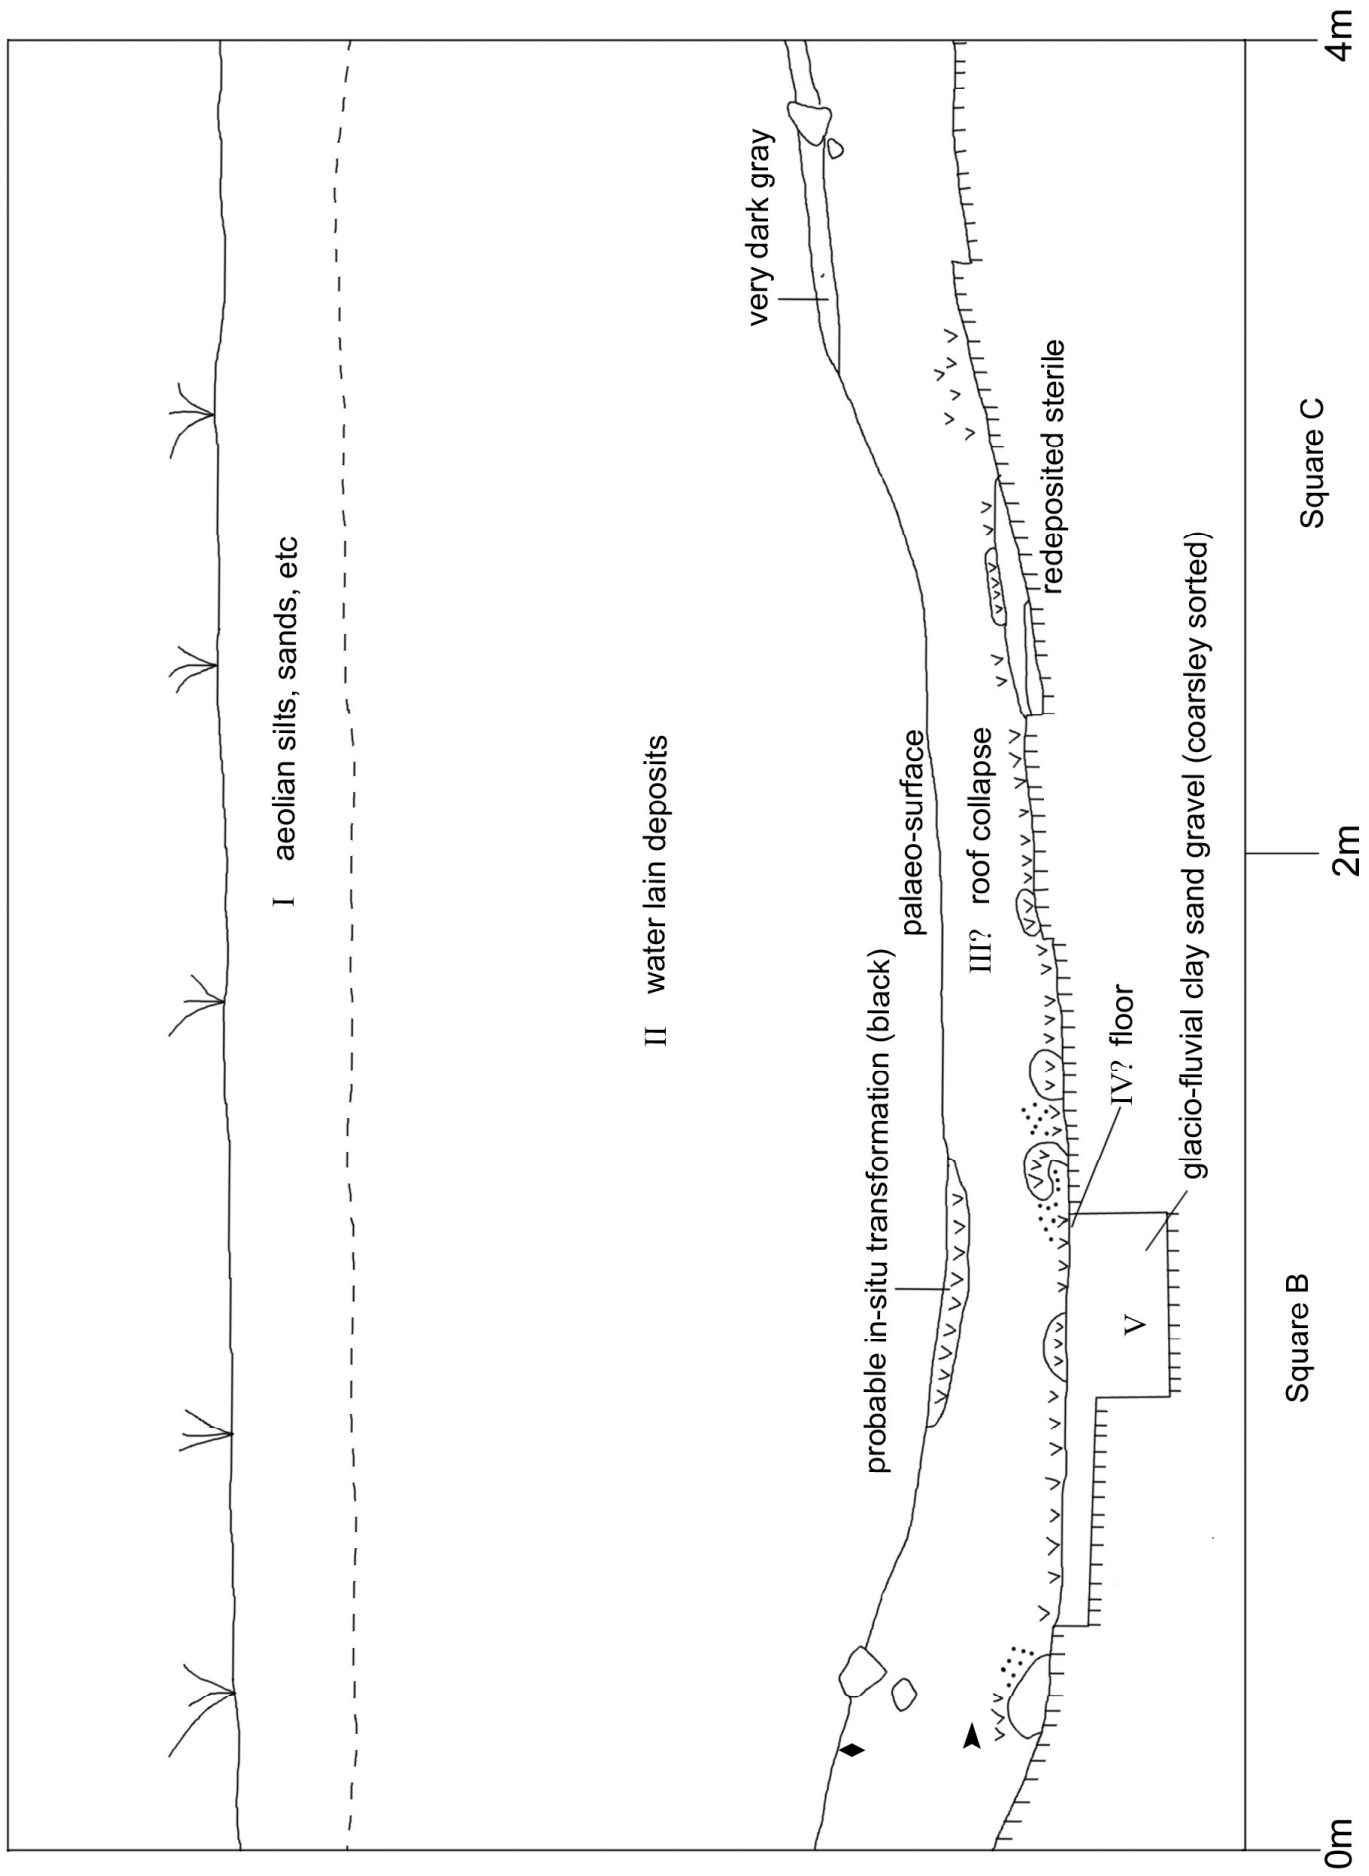 I aeolian silts, sands, etc
II water lain deposits
very dark gray
probable in-situ transformation (black)
palaeo-surface
III? roof collapse
redeposited sterile
IV? floor
glacio-fluvial clay sand gravel (coarsley sorted)
V
Square B
Square C
0m
2m
4m